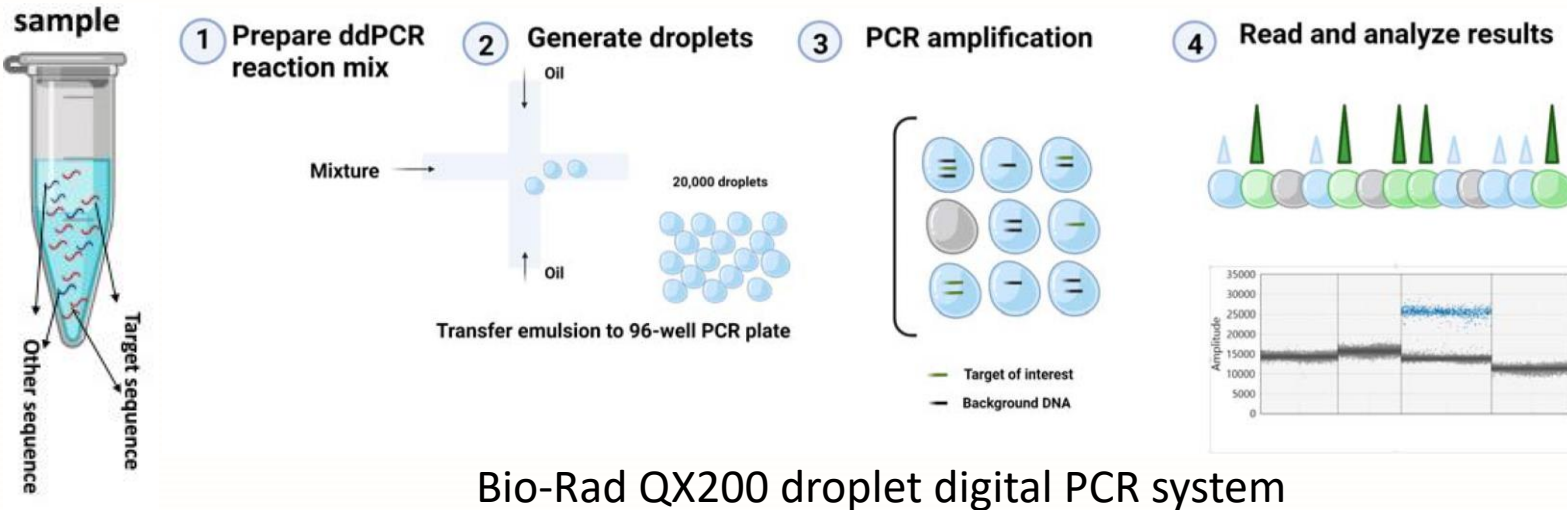 sample
Other sequence
Target sequence
1 Prepare ddPCR
reaction mix
2 Generate droplets
Oil
Mixture
Oil
20,000 droplets
Transfer emulsion to 96-well PCR plate
3 PCR amplification
Target of interest
Background DNA
4 Read and analyze results
Amplitude
35000
30000
25000
20000
15000
10000
5000
0
Bio-Rad QX200 droplet digital PCR system